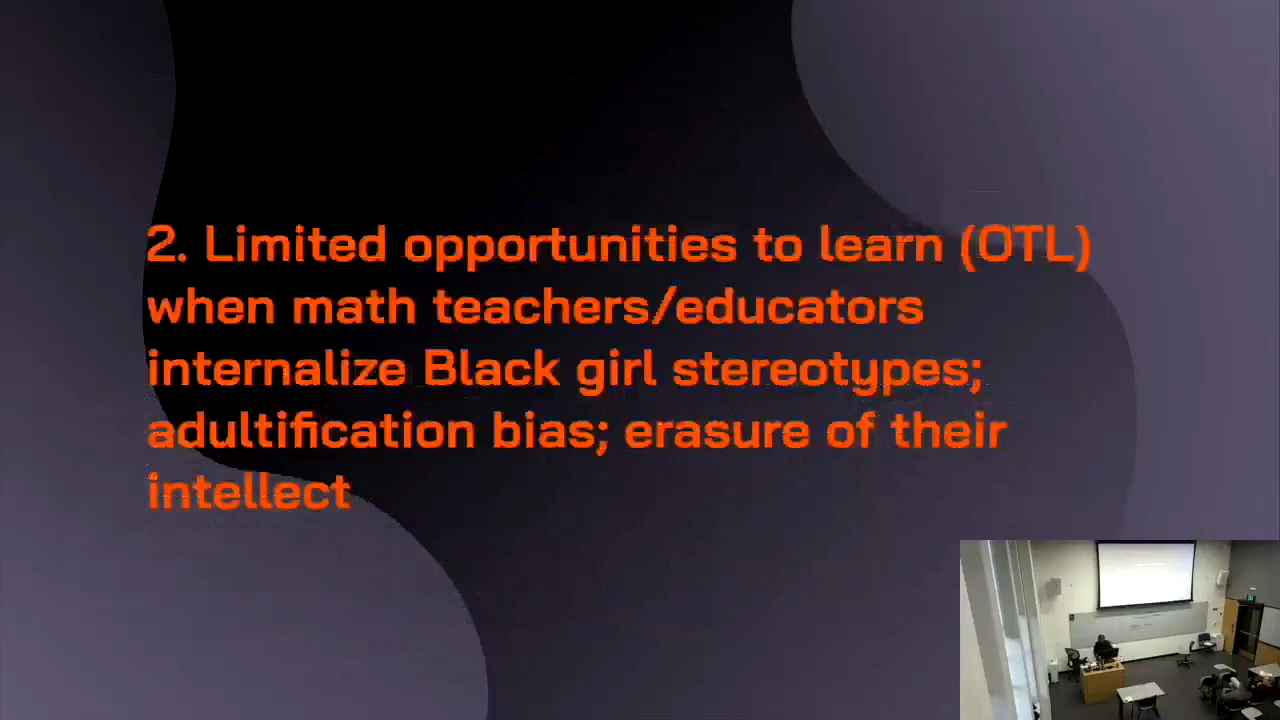 2. Limited opportunities to learn (OTL)
when math teachers/educators
internalize Black girl stereotypes;
adultification bias; erasure of their
intellect